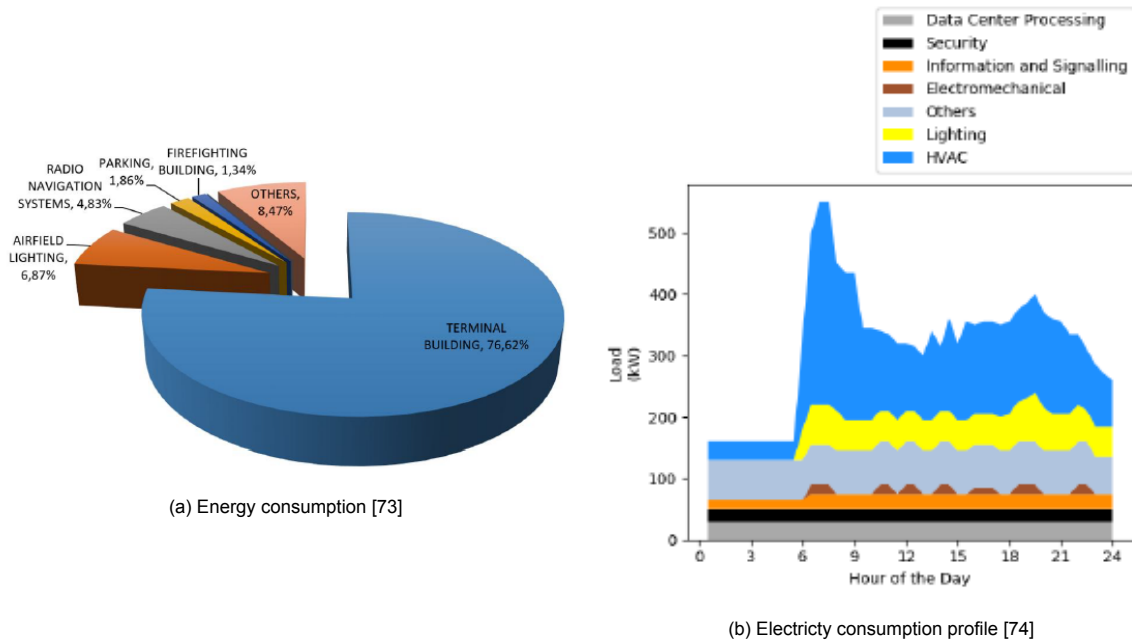 FIREFIGHTING
BUILDING, 1,34%
PARKING,
1,86%
RADIO
NAVIGATION
SYSTEMS, 4,83%
OTHERS,
8,47%
AIRFIELD
LIGHTING,
6,87%
TERMINAL
BUILDING, 76,62%
(a) Energy consumption [73]
Data Center Processing
Security
Information and Signalling
Electromechanical
Others
Lighting
HVAC
Load
(kW)
500
400
300
200
100
0
0 3 6 9 12 15 18 21 24
Hour of the Day
(b) Electricty consumption profile [74]